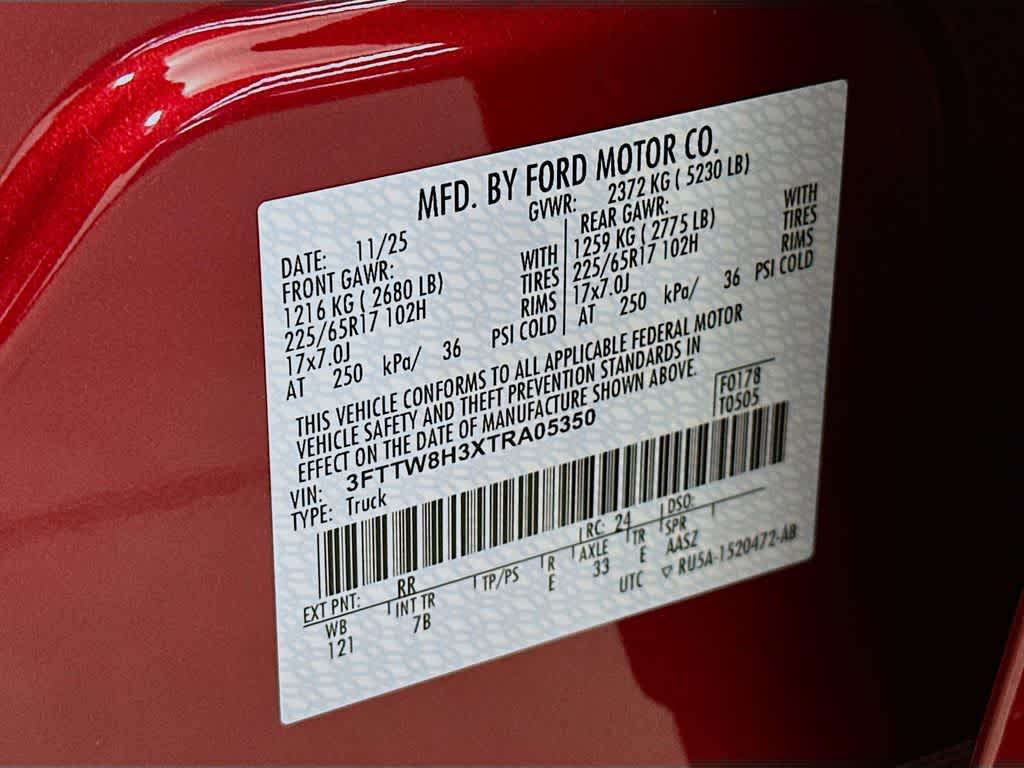 MFD. BY FORD MOTOR CO.
DATE: 11/25 GVWR: 2372 KG ( 5230 LB)
FRONT GAWR: REAR GAWR:
1216 KG ( 2680 LB) WITH 1259 KG ( 2775 LB) WITH
225/65R17 102H TIRES 225/65R17 102H TIRES
17x7.0J RIMS 17x7.0J RIMS
AT 250 kPa/ 36 PSI COLD AT 250 kPa/ 36 PSI COLD
THIS VEHICLE CONFORMS TO ALL APPLICABLE FEDERAL MOTOR
VEHICLE SAFETY AND THEFT PREVENTION STANDARDS IN
EFFECT ON THE DATE OF MANUFACTURE SHOWN ABOVE.
F0178
T0505
VIN: 3FTTW8H3XTRA05350
TYPE: Truck
EXT PNT: RR RC: 24 DSO:
WB INT TR TP/PS R AXLE TR SPR
121 7B E 33 E AASZ
UTC ▽ RU5A-1520472-AB